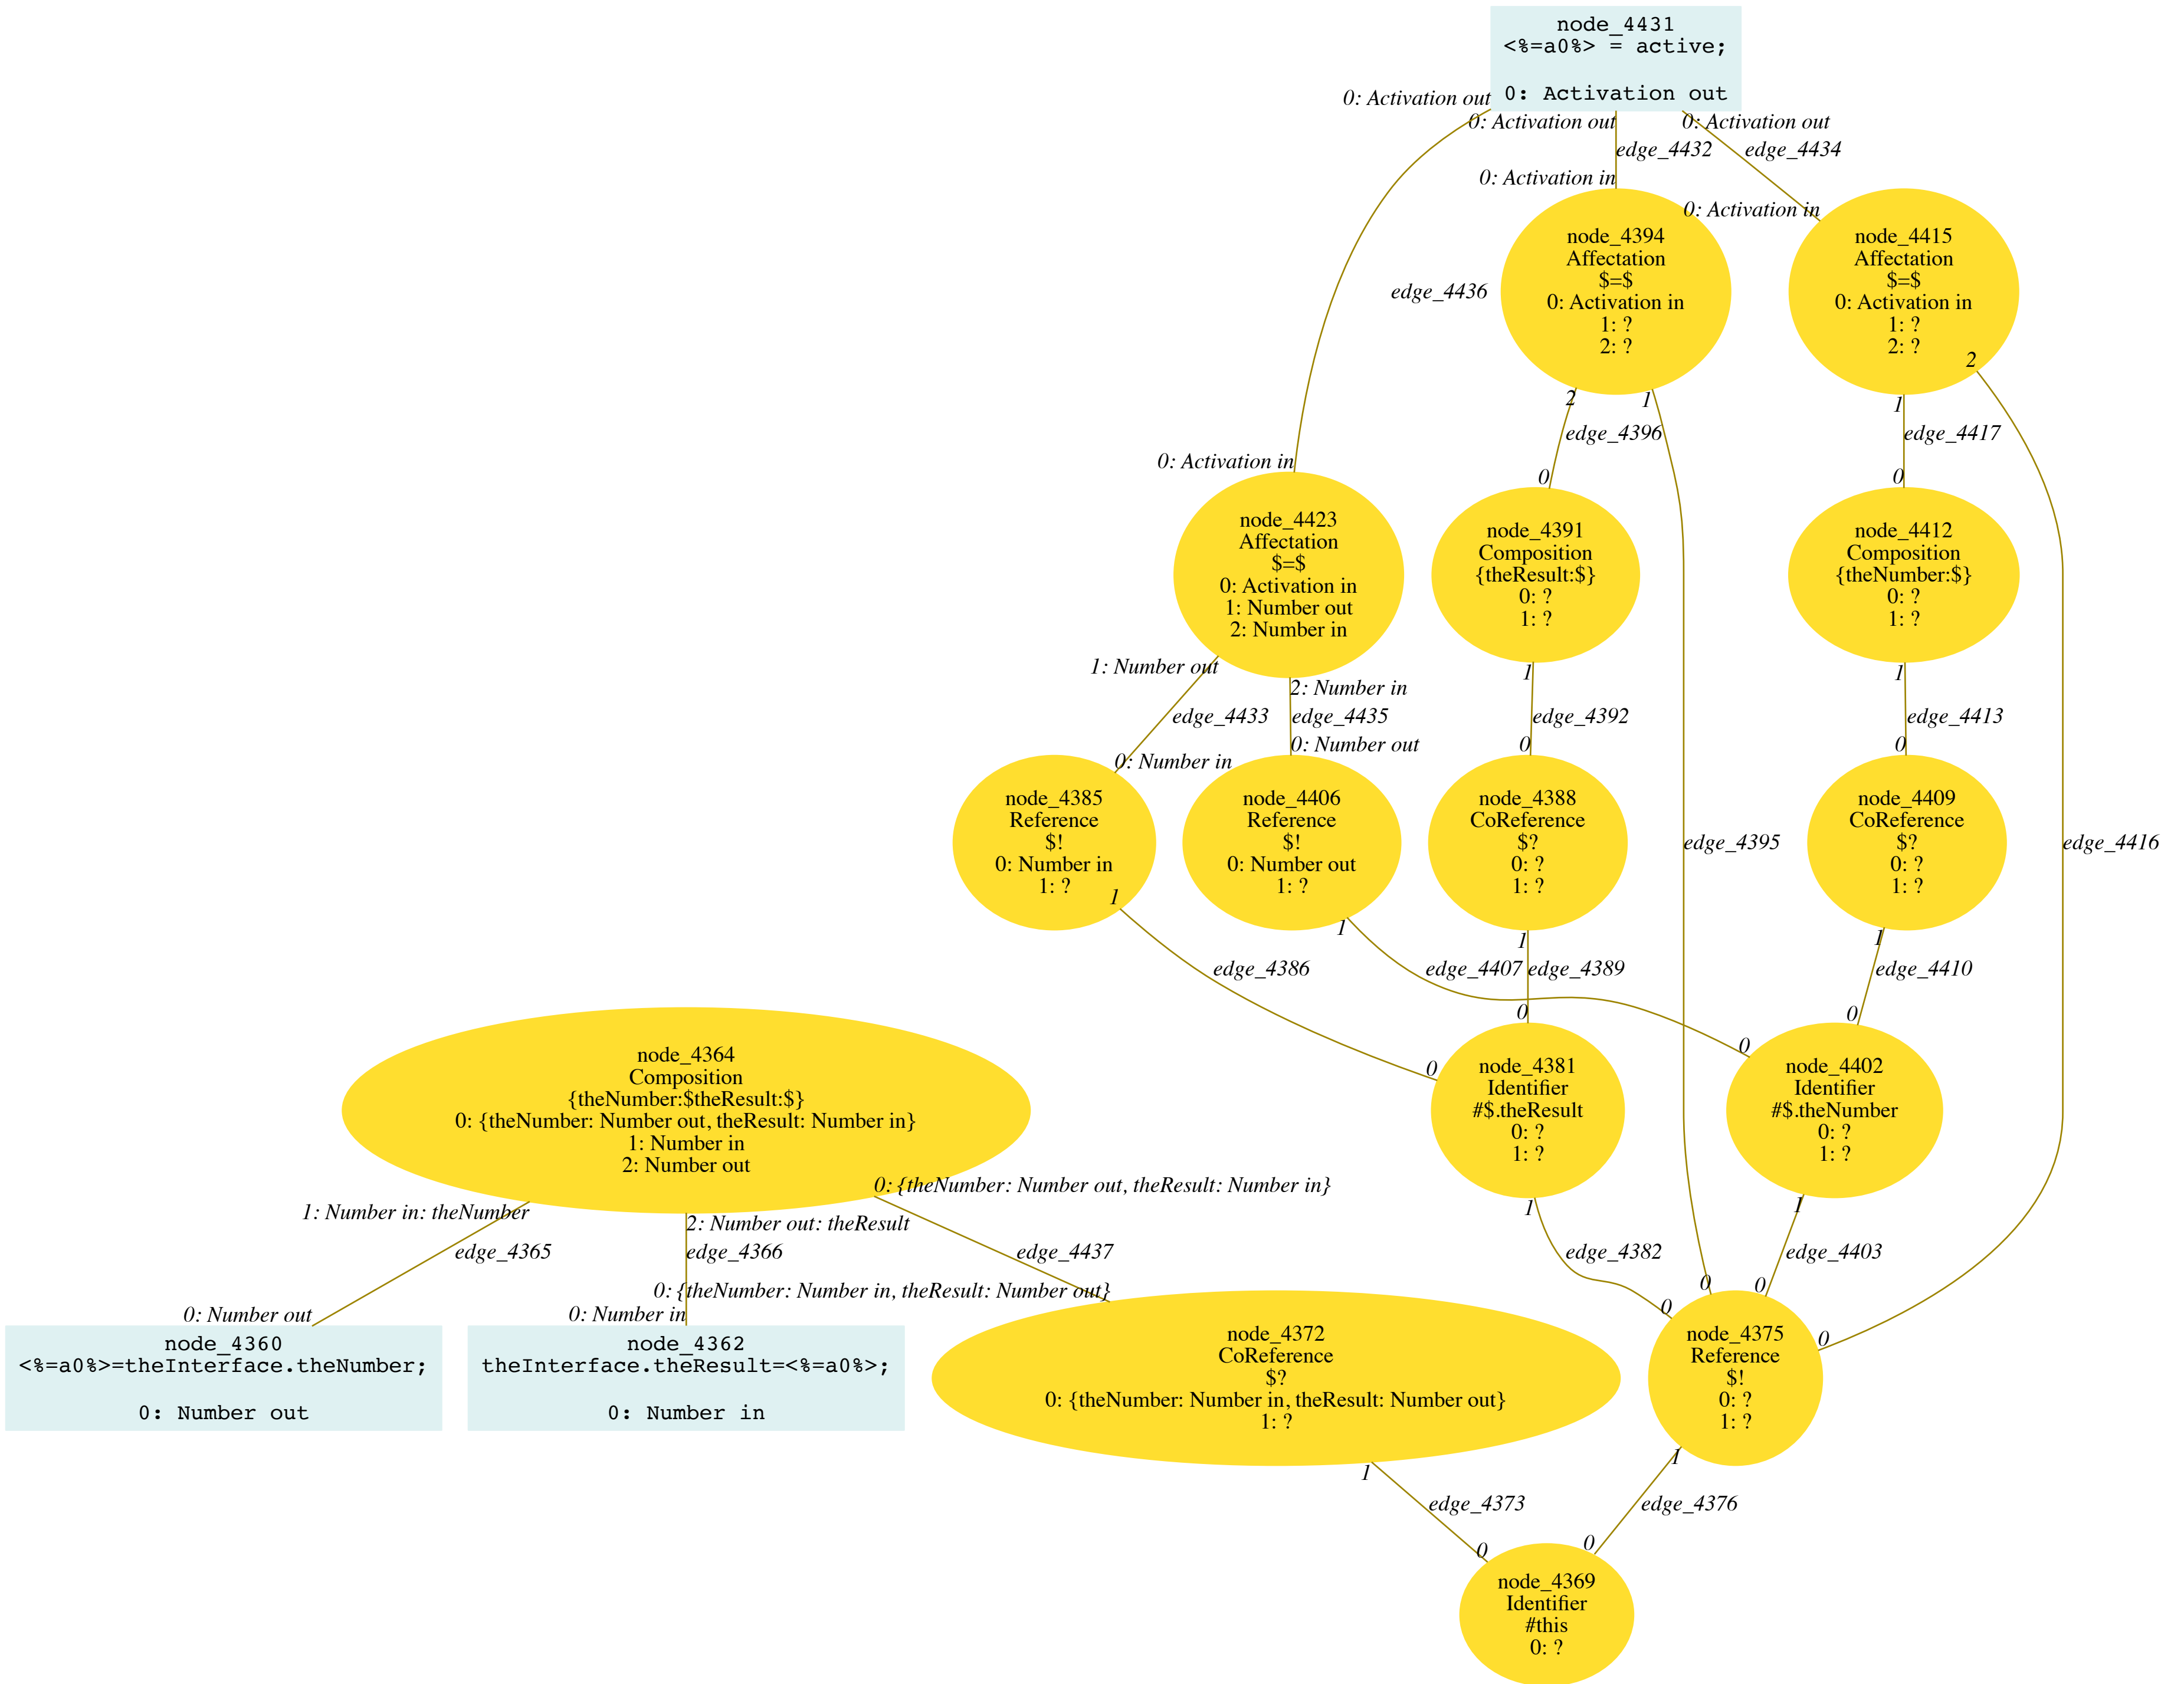 node_4431
<%=a0%> = active;
0: Activation out
0: Activation out
0: Activation out
0: Activation out
edge_4432
edge_4434
0: Activation in
0: Activation in
node_4394
Affectation
$=$
0: Activation in
1: ?
2: ?
node_4415
Affectation
$=$
0: Activation in
1: ?
2: ?
edge_4436
2
2
1
1
edge_4396
edge_4417
0: Activation in
0
0
node_4423
Affectation
$=$
0: Activation in
1: Number out
2: Number in
node_4391
Composition
{theResult:$}
0: ?
1: ?
node_4412
Composition
{theNumber:$}
0: ?
1: ?
1: Number out
2: Number in
1
1
edge_4433
edge_4435
edge_4392
edge_4413
0: Number in
0: Number out
0
0
node_4385
Reference
$!
0: Number in
1: ?
node_4406
Reference
$!
0: Number out
1: ?
node_4388
CoReference
$?
0: ?
1: ?
edge_4395
node_4409
CoReference
$?
0: ?
1: ?
edge_4416
1
1
1
1
edge_4386
edge_4407
edge_4389
edge_4410
0
0
0
0
node_4364
Composition
{theNumber:$theResult:$}
0: {theNumber: Number out, theResult: Number in}
1: Number in
2: Number out
node_4381
Identifier
#$.theResult
0: ?
1: ?
node_4402
Identifier
#$.theNumber
0: ?
1: ?
0: {theNumber: Number out, theResult: Number in}
1: Number in: theNumber
2: Number out: theResult
1
1
edge_4365
edge_4366
edge_4437
edge_4382
edge_4403
0: Number out
0: Number in
0: {theNumber: Number in, theResult: Number out}
0
0
0
0
node_4360
<%=a0%>=theInterface.theNumber;
0: Number out
node_4362
theInterface.theResult=<%=a0%>;
0: Number in
node_4372
CoReference
$?
0: {theNumber: Number in, theResult: Number out}
1: ?
node_4375
Reference
$!
0: ?
1: ?
1
1
edge_4373
edge_4376
0
0
node_4369
Identifier
#this
0: ?